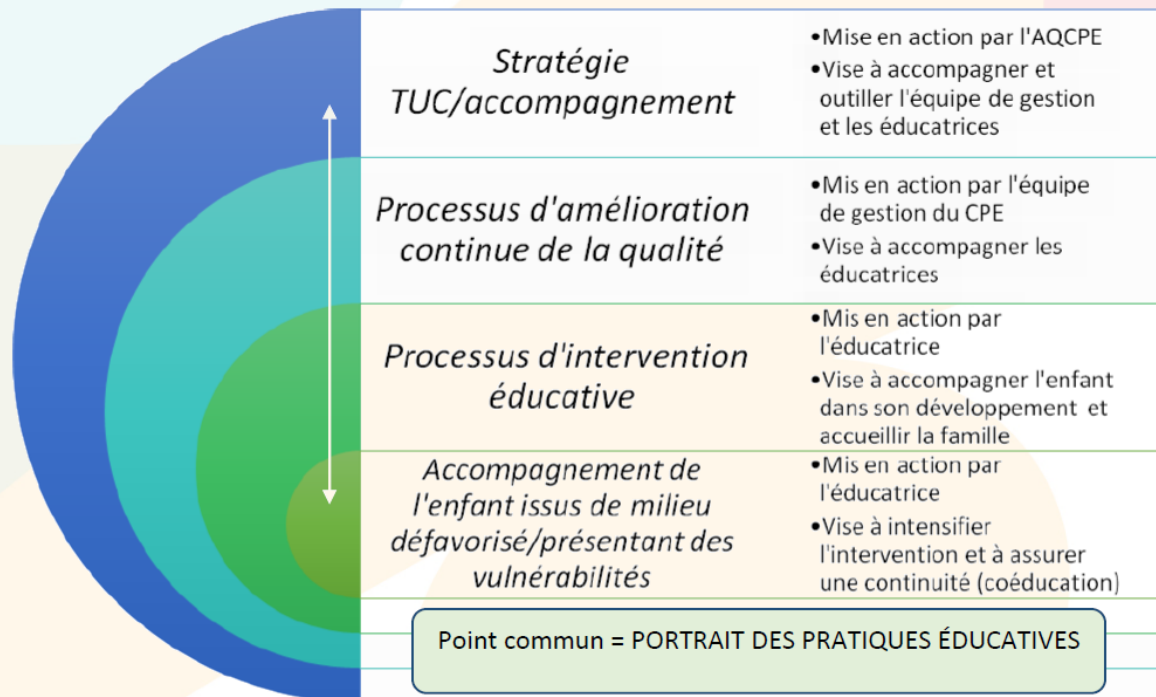 Stratégie
TUC/accompagnement
•Mise en action par l'AQCPE
•Vise à accompagner et
outiller l'équipe de gestion
et les éducatrices
Processus d'amélioration
continue de la qualité
•Mis en action par l'équipe
de gestion du CPE
•Vise à accompagner les
éducatrices
Processus d'intervention
éducative
•Mis en action par
l'éducatrice
•Vise à accompagner l'enfant
dans son développement et
accueillir la famille
Accompagnement de
l'enfant issus de milieu
défavorisé/présentant des
vulnérabilités
•Mis en action par
l'éducatrice
•Vise à intensifier
l'intervention et à assurer
une continuité (coéducation)
Point commun = PORTRAIT DES PRATIQUES ÉDUCATIVES